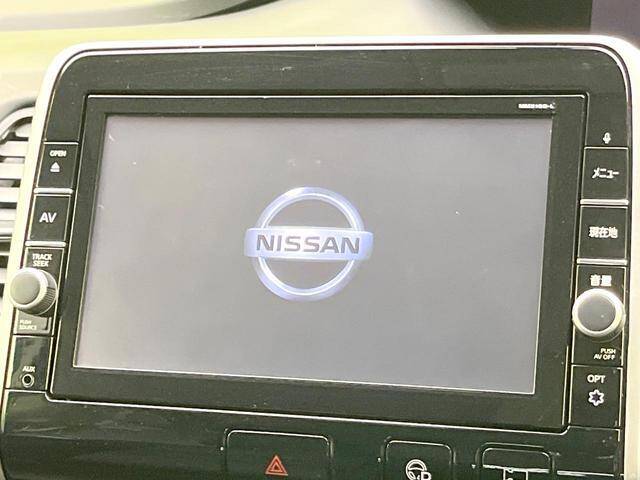 MM516D-L
OPEN
AV
TRACK
SEEK
PUSH
SOURCE
AUX
NISSAN
メニュー
現在地
音量
PUSH
AV OFF
OPT
P